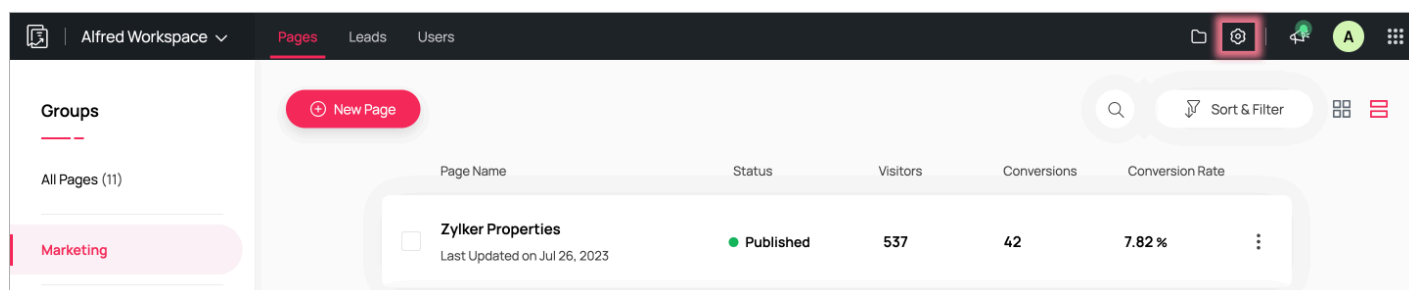 Alfred Workspace
Pages Leads Users
A
Groups
New Page
Sort & Filter
All Pages (11)
Page Name Status Visitors Conversions Conversion Rate
Marketing
Zylker Properties
Last Updated on Jul 26, 2023
Published 537 42 7.82 %